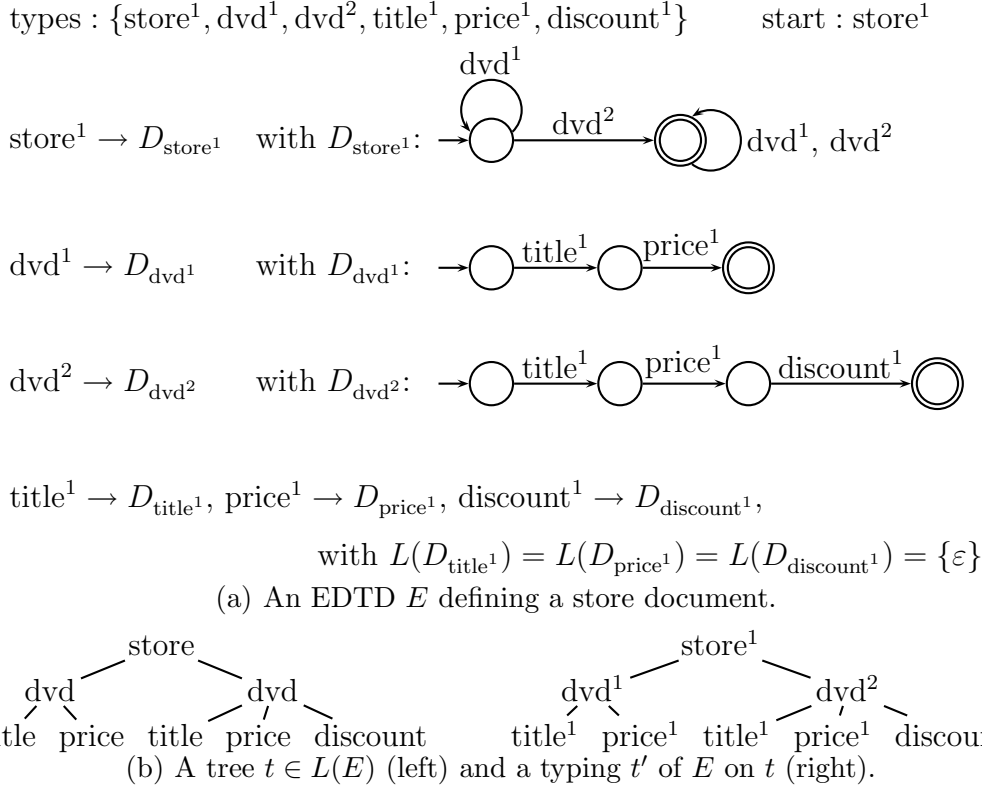 types : {store¹, dvd¹, dvd², title¹, price¹, discount¹} start : store¹
dvd¹
store¹ → D_store¹ with D_store¹: dvd² dvd¹, dvd²
dvd¹ → D_dvd¹ with D_dvd¹: title¹ price¹
dvd² → D_dvd² with D_dvd²: title¹ price¹ discount¹
title¹ → D_title¹, price¹ → D_price¹, discount¹ → D_discount¹,
with L(D_title¹) = L(D_price¹) = L(D_discount¹) = {ε}
(a) An EDTD E defining a store document.
store store¹
dvd dvd dvd¹ dvd²
tle price title price discount title¹ price¹ title¹ price¹ discou
(b) A tree t ∈ L(E) (left) and a typing t′ of E on t (right).